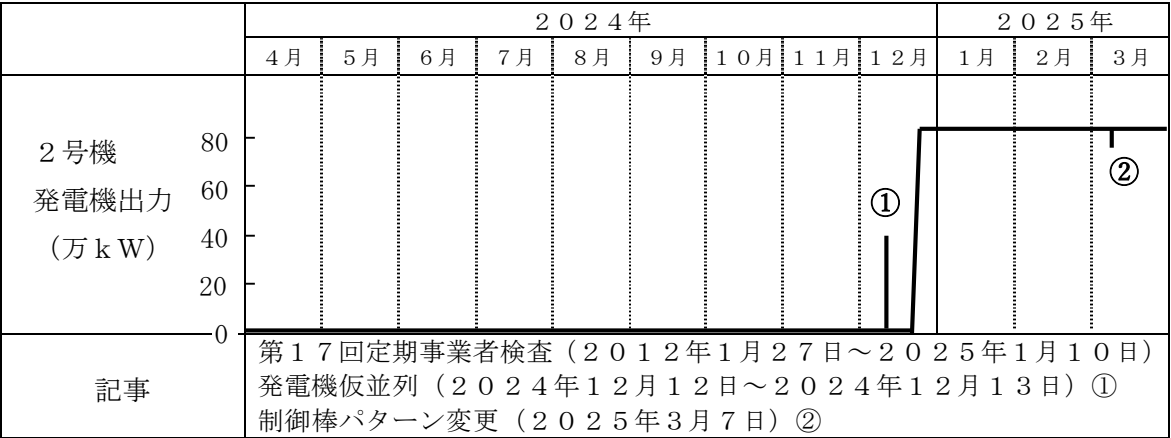 ２０２４年 ２０２５年
４月 ５月 ６月 ７月 ８月 ９月 １０月 １１月 １２月 １月 ２月 ３月
２号機
発電機出力
（万ｋＷ）
80
60
40
20
0
①
②
記事
第１７回定期事業者検査（２０１２年１月２７日～２０２５年１月１０日）
発電機仮並列（２０２４年１２月１２日～２０２４年１２月１３日）①
制御棒パターン変更（２０２５年３月７日）②